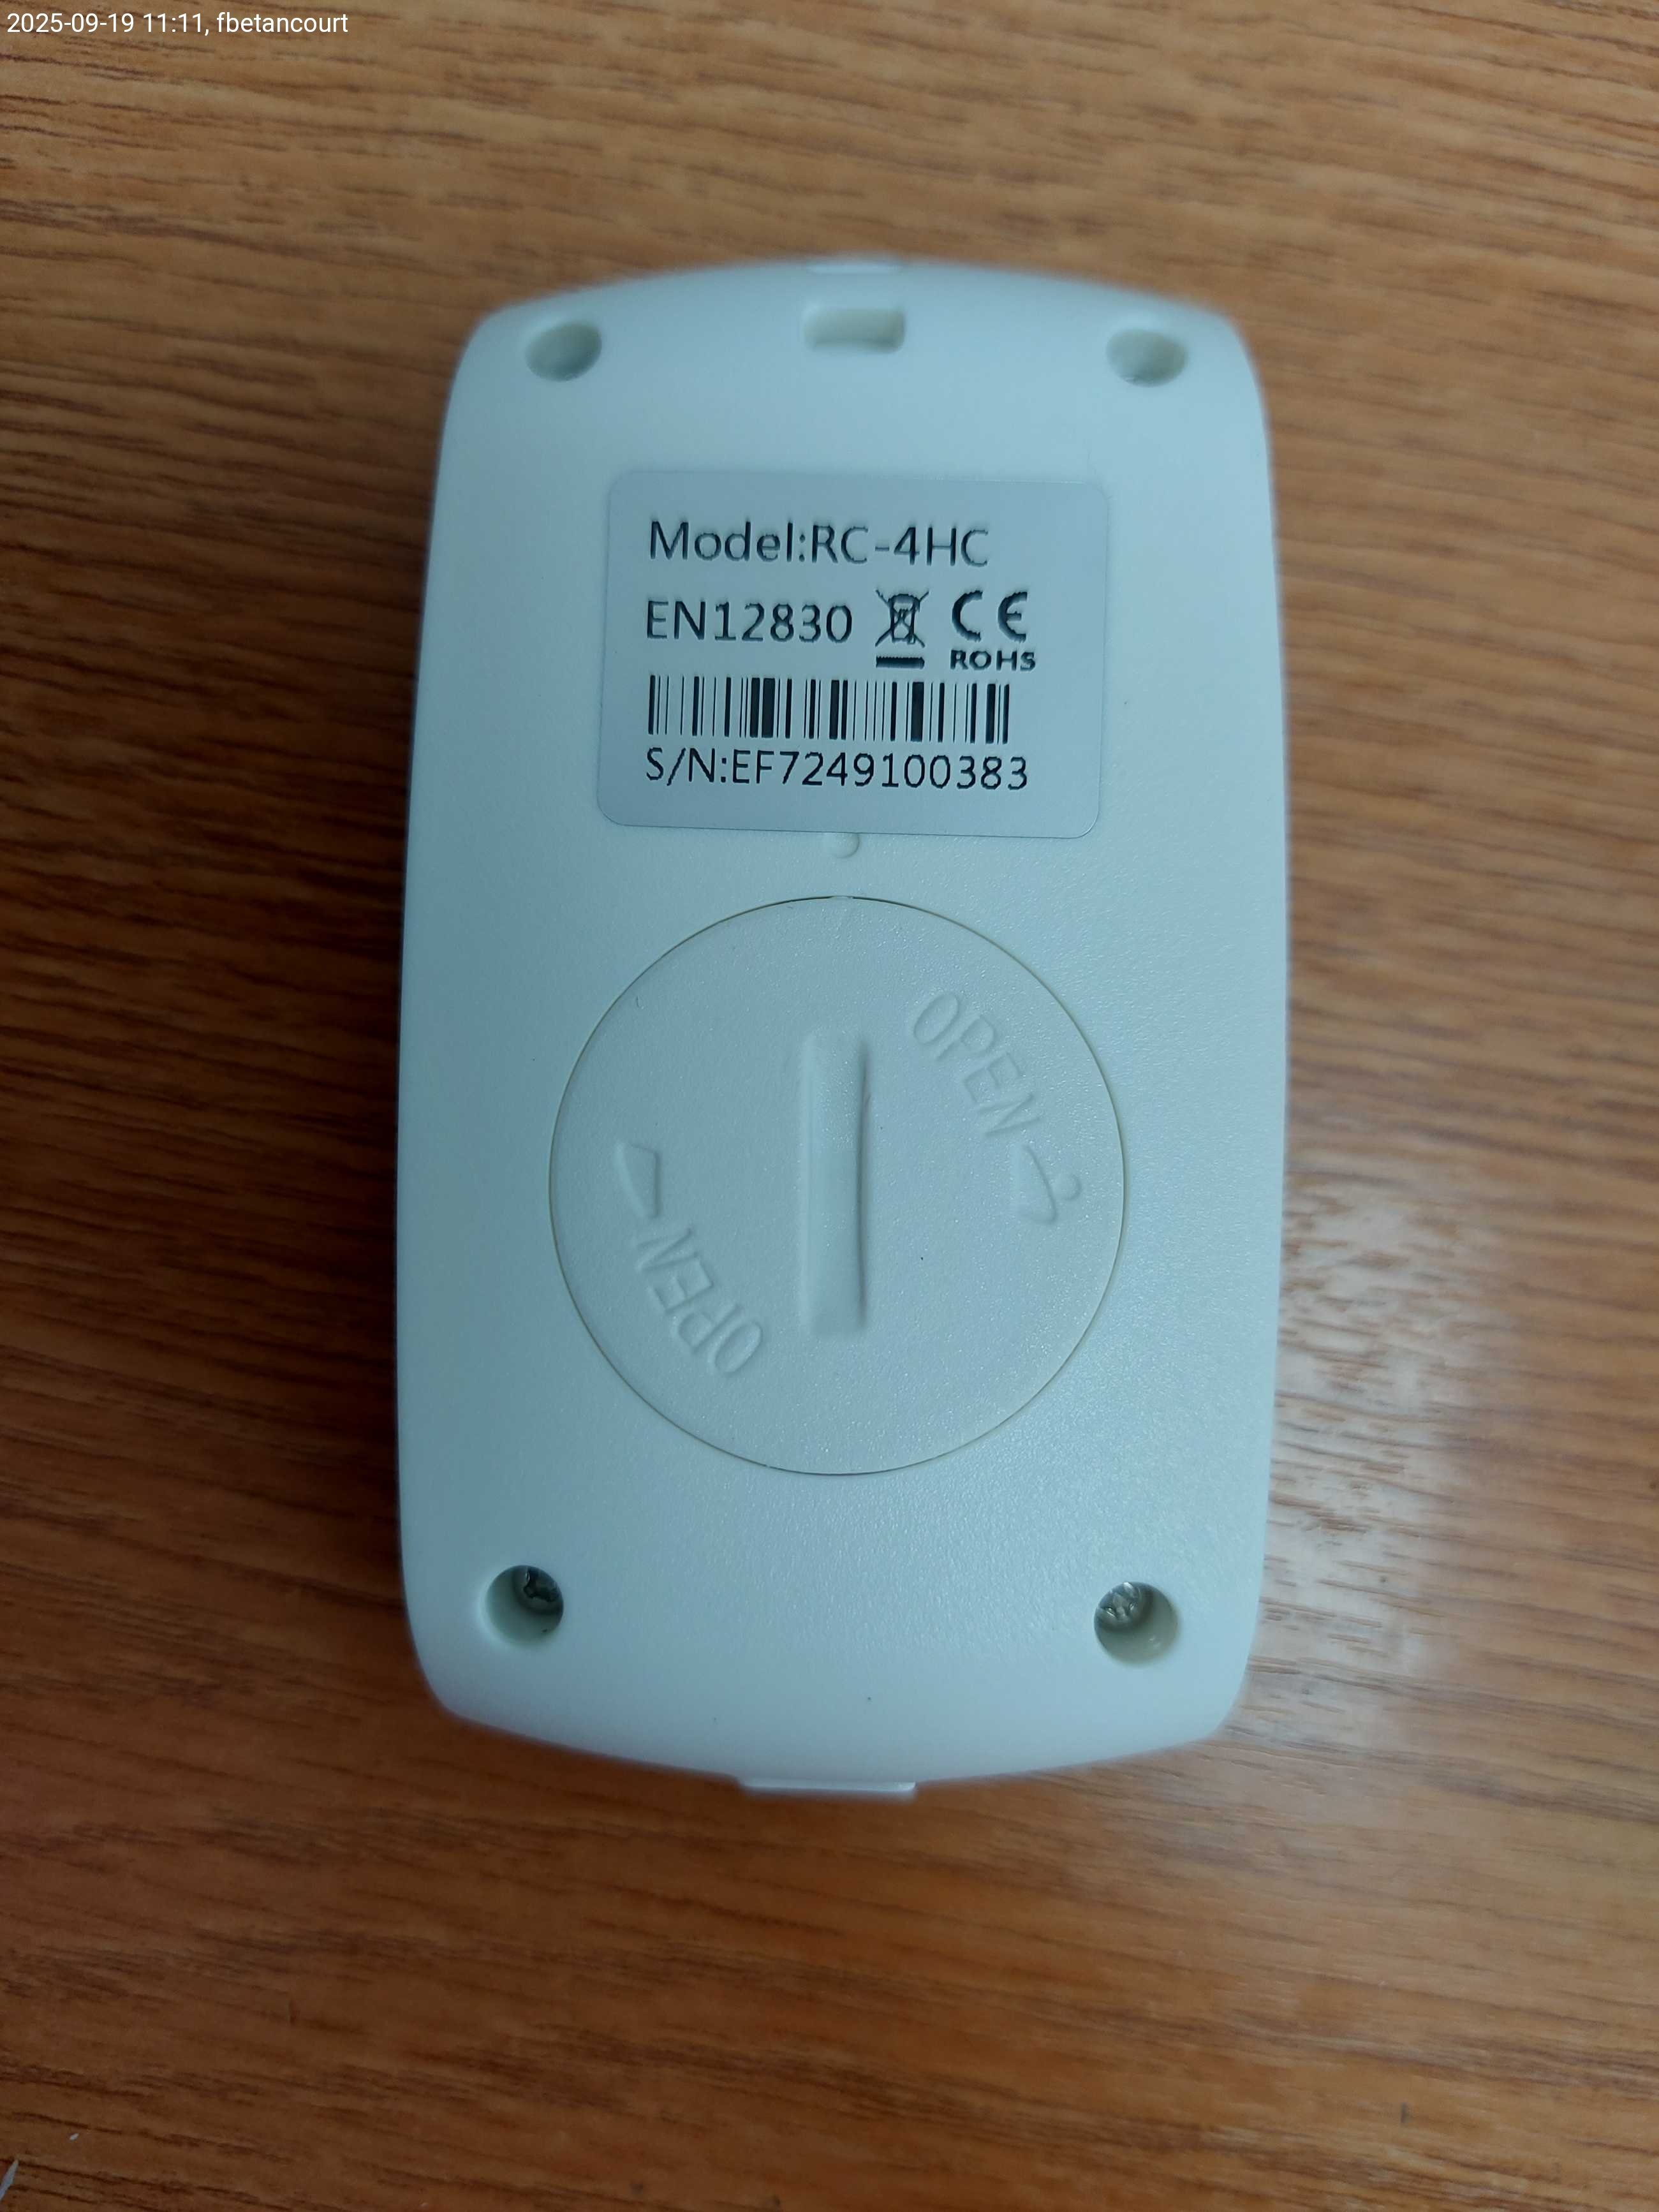 2025-09-19 11:11, fbetancourt
Model:RC-4HC
EN12830 CE
ROHS
S/N:EF7249100383
OPEN
OPEN